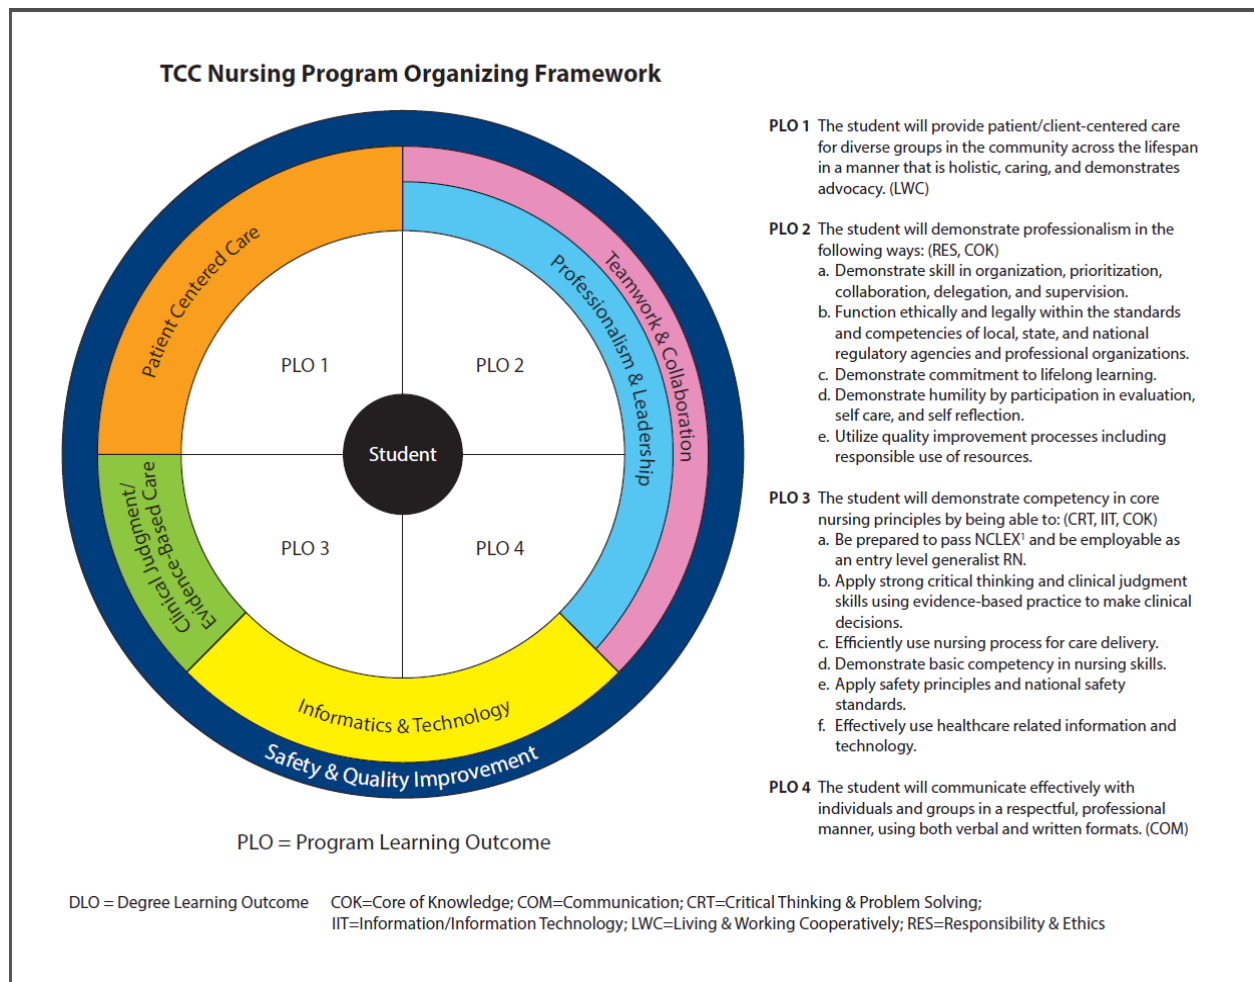 TCC Nursing Program Organizing Framework
Patient Centered Care
Teamwork & Collaboration
Professionalism & Leadership
PLO 1
PLO 2
Student
PLO 3
PLO 4
Clinical Judgment/
Evidence-Based Care
Informatics & Technology
Safety & Quality Improvement
PLO = Program Learning Outcome
PLO 1 The student will provide patient/client-centered care
for diverse groups in the community across the lifespan
in a manner that is holistic, caring, and demonstrates
advocacy. (LWC)
PLO 2 The student will demonstrate professionalism in the
following ways: (RES, COK)
a. Demonstrate skill in organization, prioritization,
collaboration, delegation, and supervision.
b. Function ethically and legally within the standards
and competencies of local, state, and national
regulatory agencies and professional organizations.
c. Demonstrate commitment to lifelong learning.
d. Demonstrate humility by participation in evaluation,
self care, and self reflection.
e. Utilize quality improvement processes including
responsible use of resources.
PLO 3 The student will demonstrate competency in core
nursing principles by being able to: (CRT, IIT, COK)
a. Be prepared to pass NCLEX¹ and be employable as
an entry level generalist RN.
b. Apply strong critical thinking and clinical judgment
skills using evidence-based practice to make clinical
decisions.
c. Efficiently use nursing process for care delivery.
d. Demonstrate basic competency in nursing skills.
e. Apply safety principles and national safety
standards.
f. Effectively use healthcare related information and
technology.
PLO 4 The student will communicate effectively with
individuals and groups in a respectful, professional
manner, using both verbal and written formats. (COM)
DLO = Degree Learning Outcome COK=Core of Knowledge; COM=Communication; CRT=Critical Thinking & Problem Solving;
IIT=Information/Information Technology; LWC=Living & Working Cooperatively; RES=Responsibility & Ethics